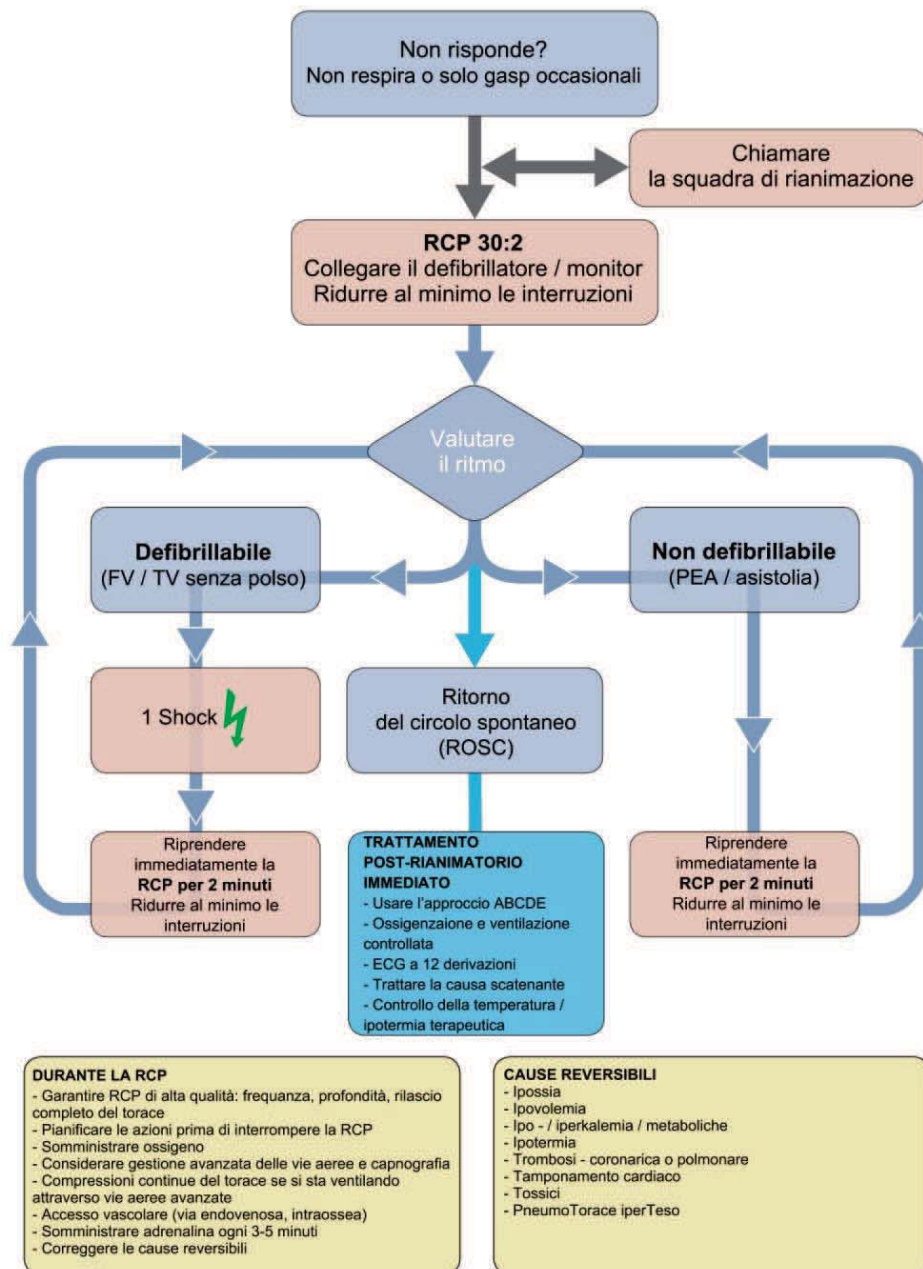 Non risponde?
Non respira o solo gasp occasionali
Chiamare
la squadra di rianimazione
RCP 30:2
Collegare il defibrillatore / monitor
Ridurre al minimo le interruzioni
Valutare
il ritmo
Defibrillabile
(FV / TV senza polso)
Non defibrillabile
(PEA / asistolia)
1 Shock
Ritorno
del circolo spontaneo
(ROSC)
Riprendere
immediatamente la
RCP per 2 minuti
Ridurre al minimo le
interruzioni
TRATTAMENTO
POST-RIANIMATORIO
IMMEDIATO
- Usare l'approccio ABCDE
- Ossigenzaione e ventilazione
controllata
- ECG a 12 derivazioni
- Trattare la causa scatenante
- Controllo della temperatura /
ipotermia terapeutica
Riprendere
immediatamente la
RCP per 2 minuti
Ridurre al minimo le
interruzioni
DURANTE LA RCP
- Garantire RCP di alta qualità: frequanza, profondità, rilascio
completo del torace
- Pianificare le azioni prima di interrompere la RCP
- Somministrare ossigeno
- Considerare gestione avanzata delle vie aeree e capnografia
- Compressioni continue del torace se si sta ventilando
attraverso vie aeree avanzate
- Accesso vascolare (via endovenosa, intraossea)
- Somministrare adrenalina ogni 3-5 minuti
- Correggere le cause reversibili
CAUSE REVERSIBILI
- Ipossia
- Ipovolemia
- Ipo - / iperkalemia / metaboliche
- Ipotermia
- Trombosi - coronarica o polmonare
- Tamponamento cardiaco
- Tossici
- PneumoTorace iperTeso